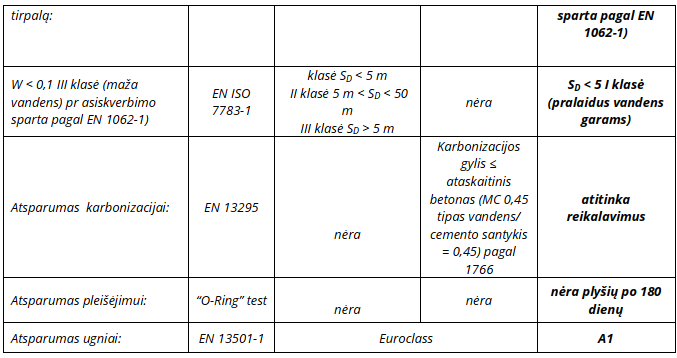 tirpalą:
sparta pagal EN
1062-1)
W < 0,1 III klasė (maža
vandens) pr asiskverbimo
sparta pagal EN 1062-1)
EN ISO
7783-1
klasė SD < 5 m
II klasė 5 m < SD < 50
m
III klasė SD > 5 m
nėra
SD < 5 I klasė
(pralaidus vandens
garams)
Atsparumas karbonizacijai:
EN 13295
nėra
Karbonizacijos
gylis ≤
ataskaitinis
betonas (MC 0,45
tipas vandens/
cemento santykis
= 0,45) pagal
1766
atitinka
reikalavimus
Atsparumas pleišėjimui:
“O-Ring” test
nėra
nėra
nėra plyšių po 180
dienų
Atsparumas ugniai:
EN 13501-1
Euroclass
A1